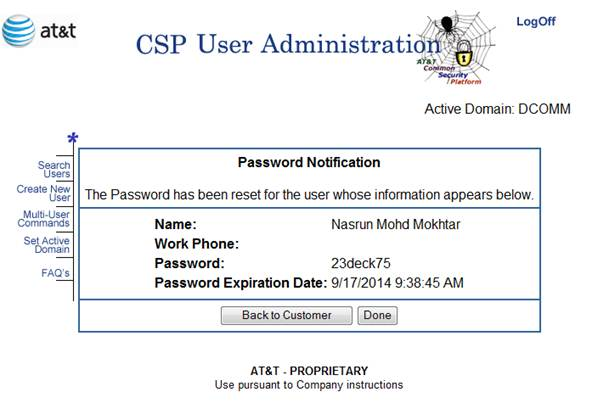 at&t
CSP User Administration
LogOff
AT&T
Common
Security
Platform
Active Domain: DCOMM
*
Search
Users
Create New
User
Multi-User
Commands
Set Active
Domain
FAQ's
Password Notification
The Password has been reset for the user whose information appears below.
Name: Nasrun Mohd Mokhtar
Work Phone:
Password: 23deck75
Password Expiration Date: 9/17/2014 9:38:45 AM
Back to Customer Done
AT&T - PROPRIETARY
Use pursuant to Company instructions